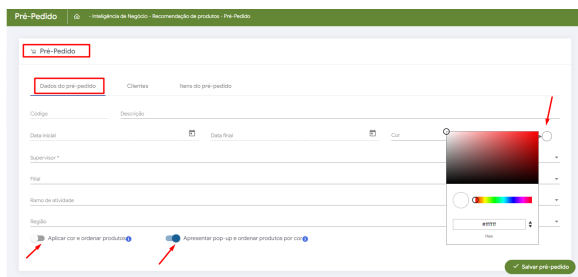 Pré-Pedido - Inteligência de Negócio - Recomendação de produtos - Pré-Pedido
Pré-Pedido
Dados do pré-pedido Clientes Itens do pré-pedido
Código Descrição
Data inicial Data final Cor
Supervisor *
Filial
Ramo de atividade
Região
#ffffff
Hex
Aplicar cor e ordenar produtos Apresentar pop-up e ordenar produtos por cor
Salvar pré-pedido